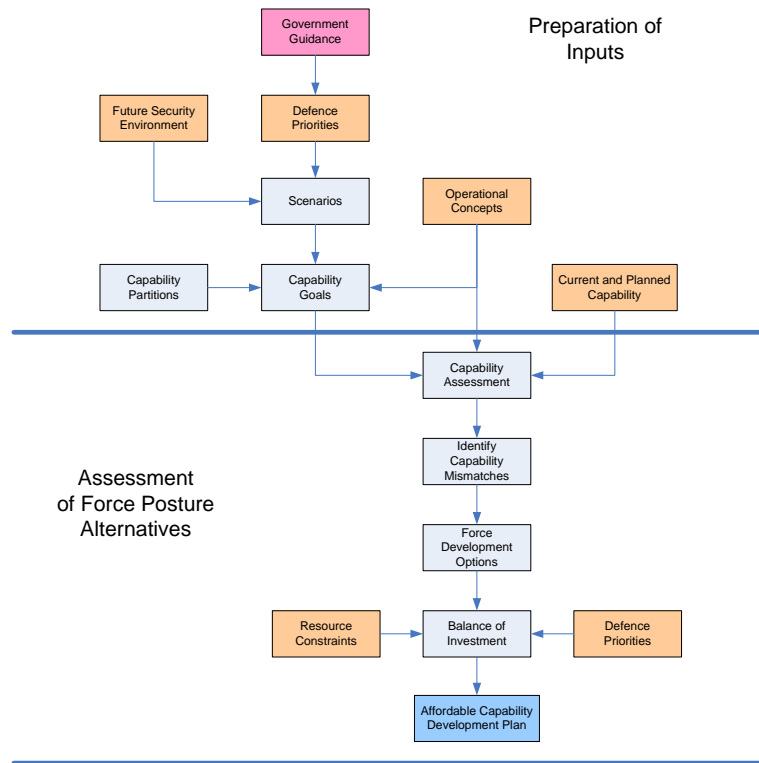 Preparation of
Inputs
Government
Guidance
Future Security
Environment
Defence
Priorities
Scenarios
Operational
Concepts
Capability
Partitions
Capability
Goals
Current and Planned
Capability
Capability
Assessment
Assessment
of Force Posture
Alternatives
Identify
Capability
Mismatches
Force
Development
Options
Resource
Constraints
Balance of
Investment
Defence
Priorities
Affordable Capability
Development Plan